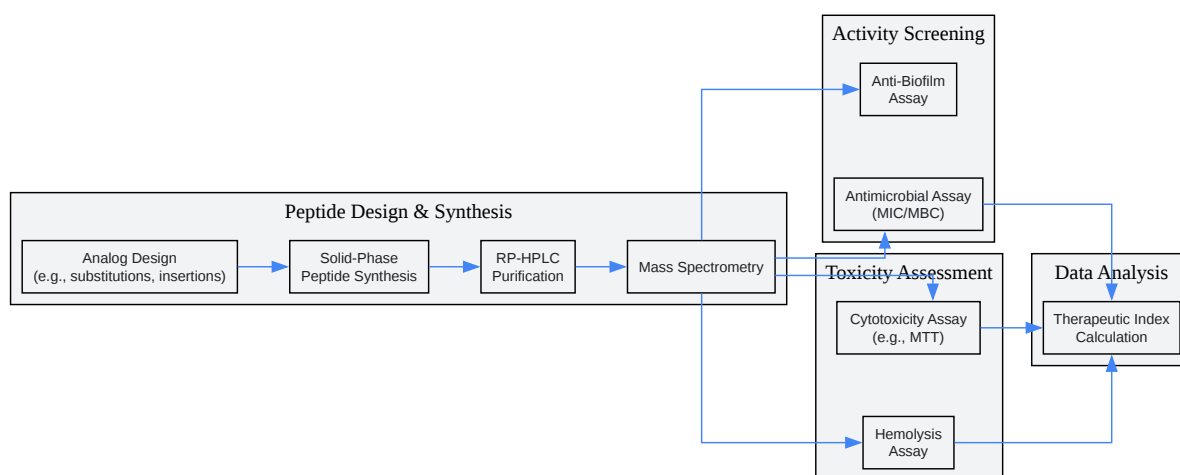 Activity Screening
Anti-Biofilm
Assay
Antimicrobial Assay
(MIC/MBC)
Peptide Design & Synthesis
Analog Design
(e.g., substitutions, insertions)
Solid-Phase
Peptide Synthesis
RP-HPLC
Purification
Mass Spectrometry
Toxicity Assessment
Cytotoxicity Assay
(e.g., MTT)
Hemolysis
Assay
Data Analysis
Therapeutic Index
Calculation